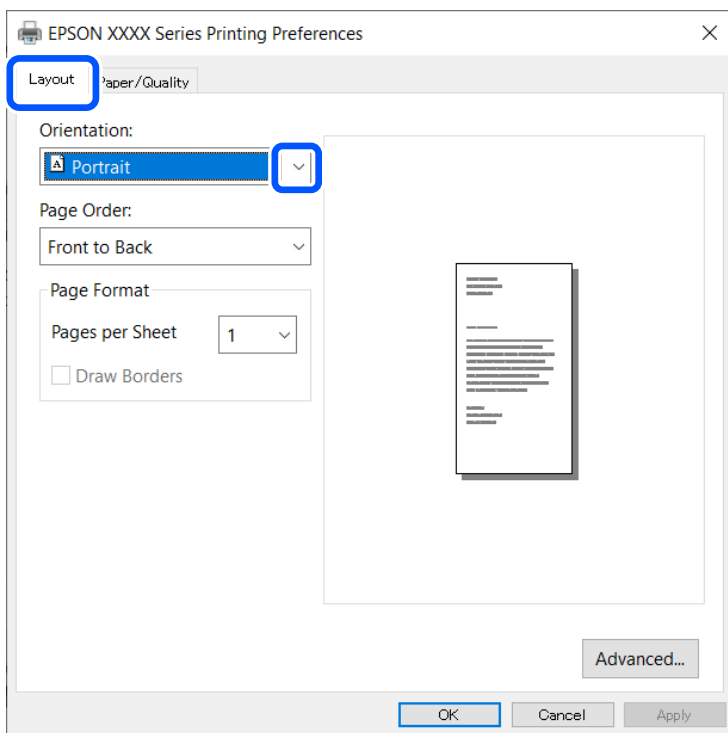 EPSON XXXX Series Printing Preferences
Layout
Paper/Quality
Orientation:
Portrait
Page Order:
Front to Back
Page Format
Pages per Sheet 1
Draw Borders
Advanced...
OK Cancel Apply